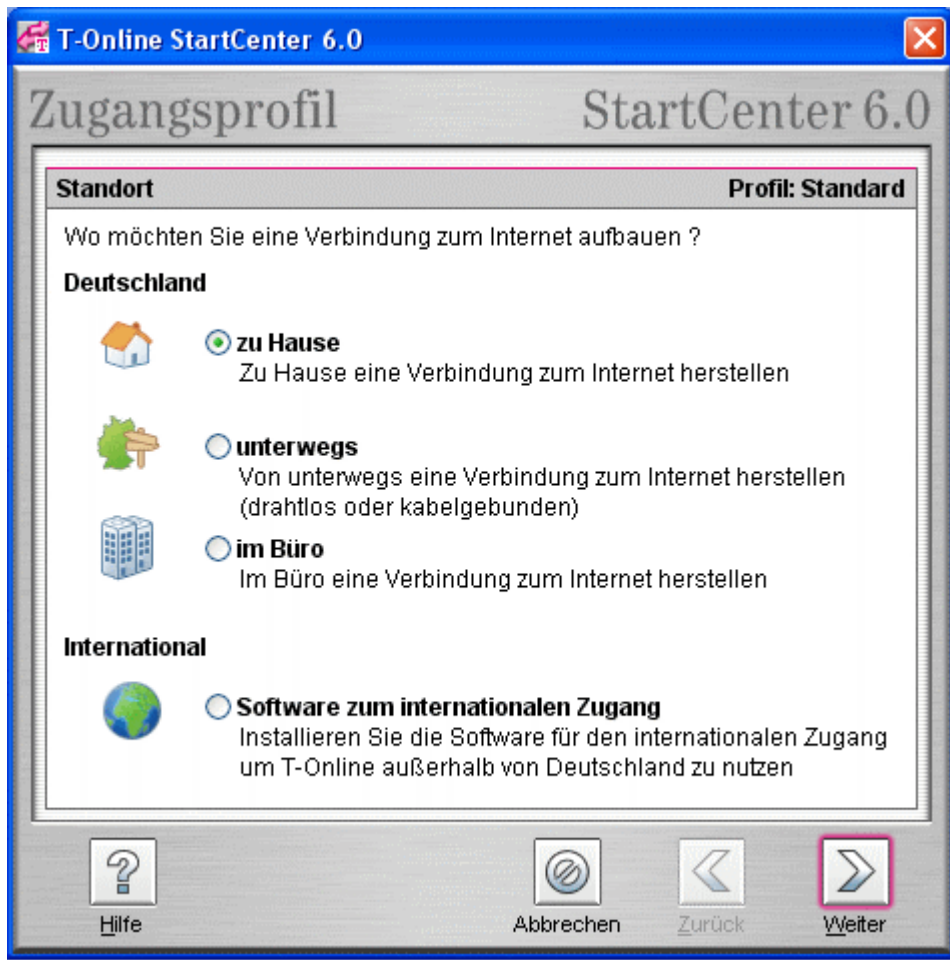 T-Online StartCenter 6.0
Zugangsprofil StartCenter 6.0
Standort Profil: Standard
Wo möchten Sie eine Verbindung zum Internet aufbauen ?
Deutschland
zu Hause
Zu Hause eine Verbindung zum Internet herstellen
unterwegs
Von unterwegs eine Verbindung zum Internet herstellen
(drahtlos oder kabelgebunden)
im Büro
Im Büro eine Verbindung zum Internet herstellen
International
Software zum internationalen Zugang
Installieren Sie die Software für den internationalen Zugang
um T-Online außerhalb von Deutschland zu nutzen
Hilfe Abbrechen Zurück Weiter